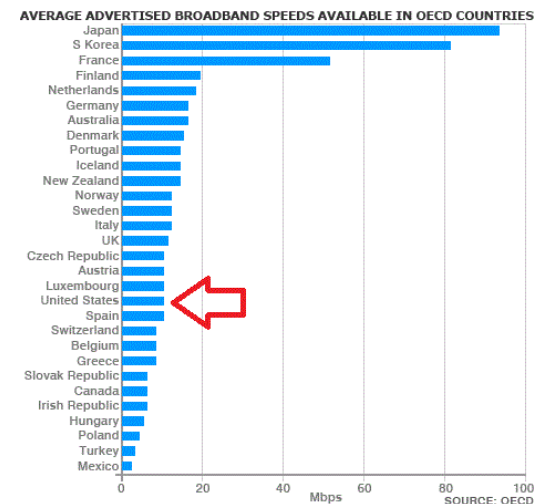 AVERAGE ADVERTISED BROADBAND SPEEDS AVAILABLE IN OECD COUNTRIES
Japan
S Korea
France
Finland
Netherlands
Germany
Australia
Denmark
Portugal
Iceland
New Zealand
Norway
Sweden
Italy
UK
Czech Republic
Austria
Luxembourg
United States
Spain
Switzerland
Belgium
Greece
Slovak Republic
Canada
Irish Republic
Hungary
Poland
Turkey
Mexico
0 20 40 60 80 100
Mbps
SOURCE: OECD